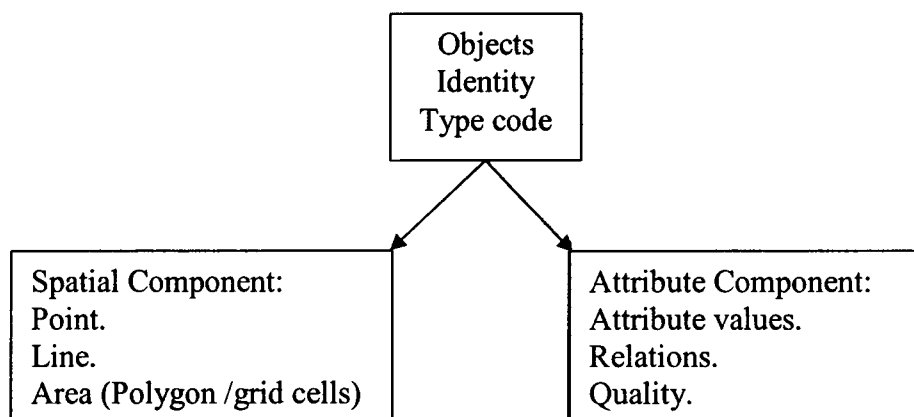 Objects
Identity
Type code
Spatial Component:
Point.
Line.
Area (Polygon /grid cells)
Attribute Component:
Attribute values.
Relations.
Quality.